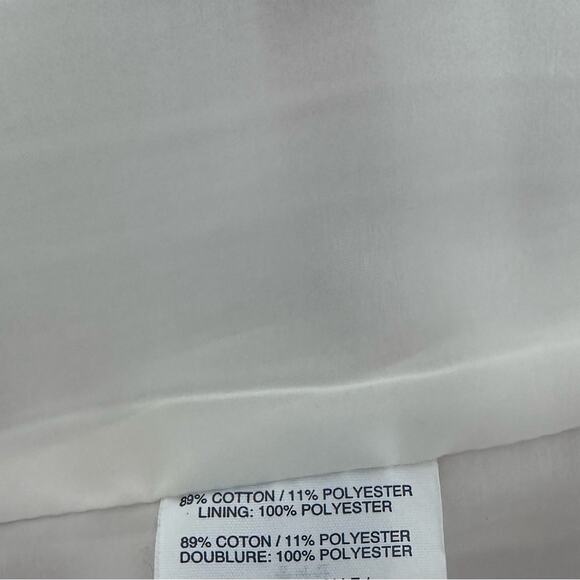 89% COTTON / 11% POLYESTER
LINING: 100% POLYESTER
89% COTON / 11% POLYESTER
DOUBLURE: 100% POLYESTER